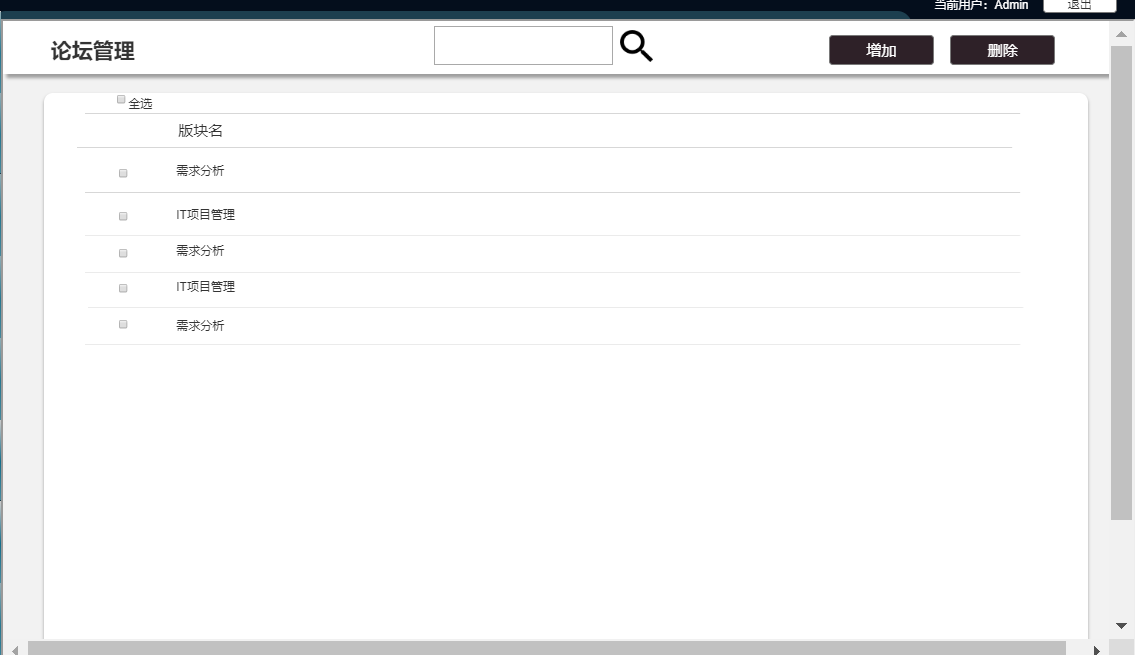 当前用户：Admin 退出
论坛管理 增加 删除
全选
版块名
需求分析
IT项目管理
需求分析
IT项目管理
需求分析